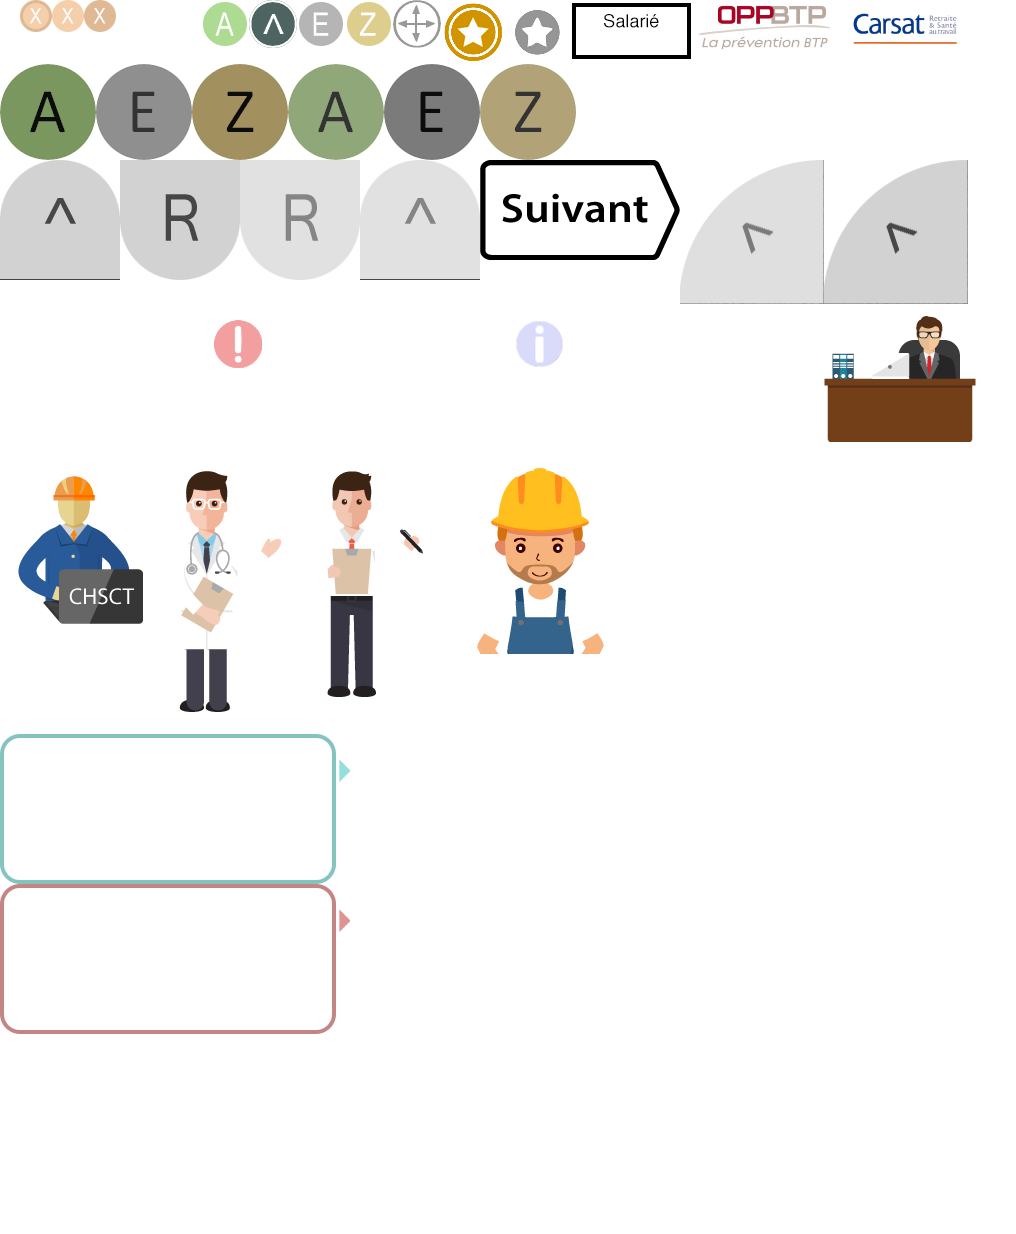 X X X
A ^ E Z
Salarié
OPPBTP
La prévention BTP
Carsat Retraite
& Santé
au travail
A E Z A E Z
^ R R ^
Suivant
^ ^
!
i
CHSCT